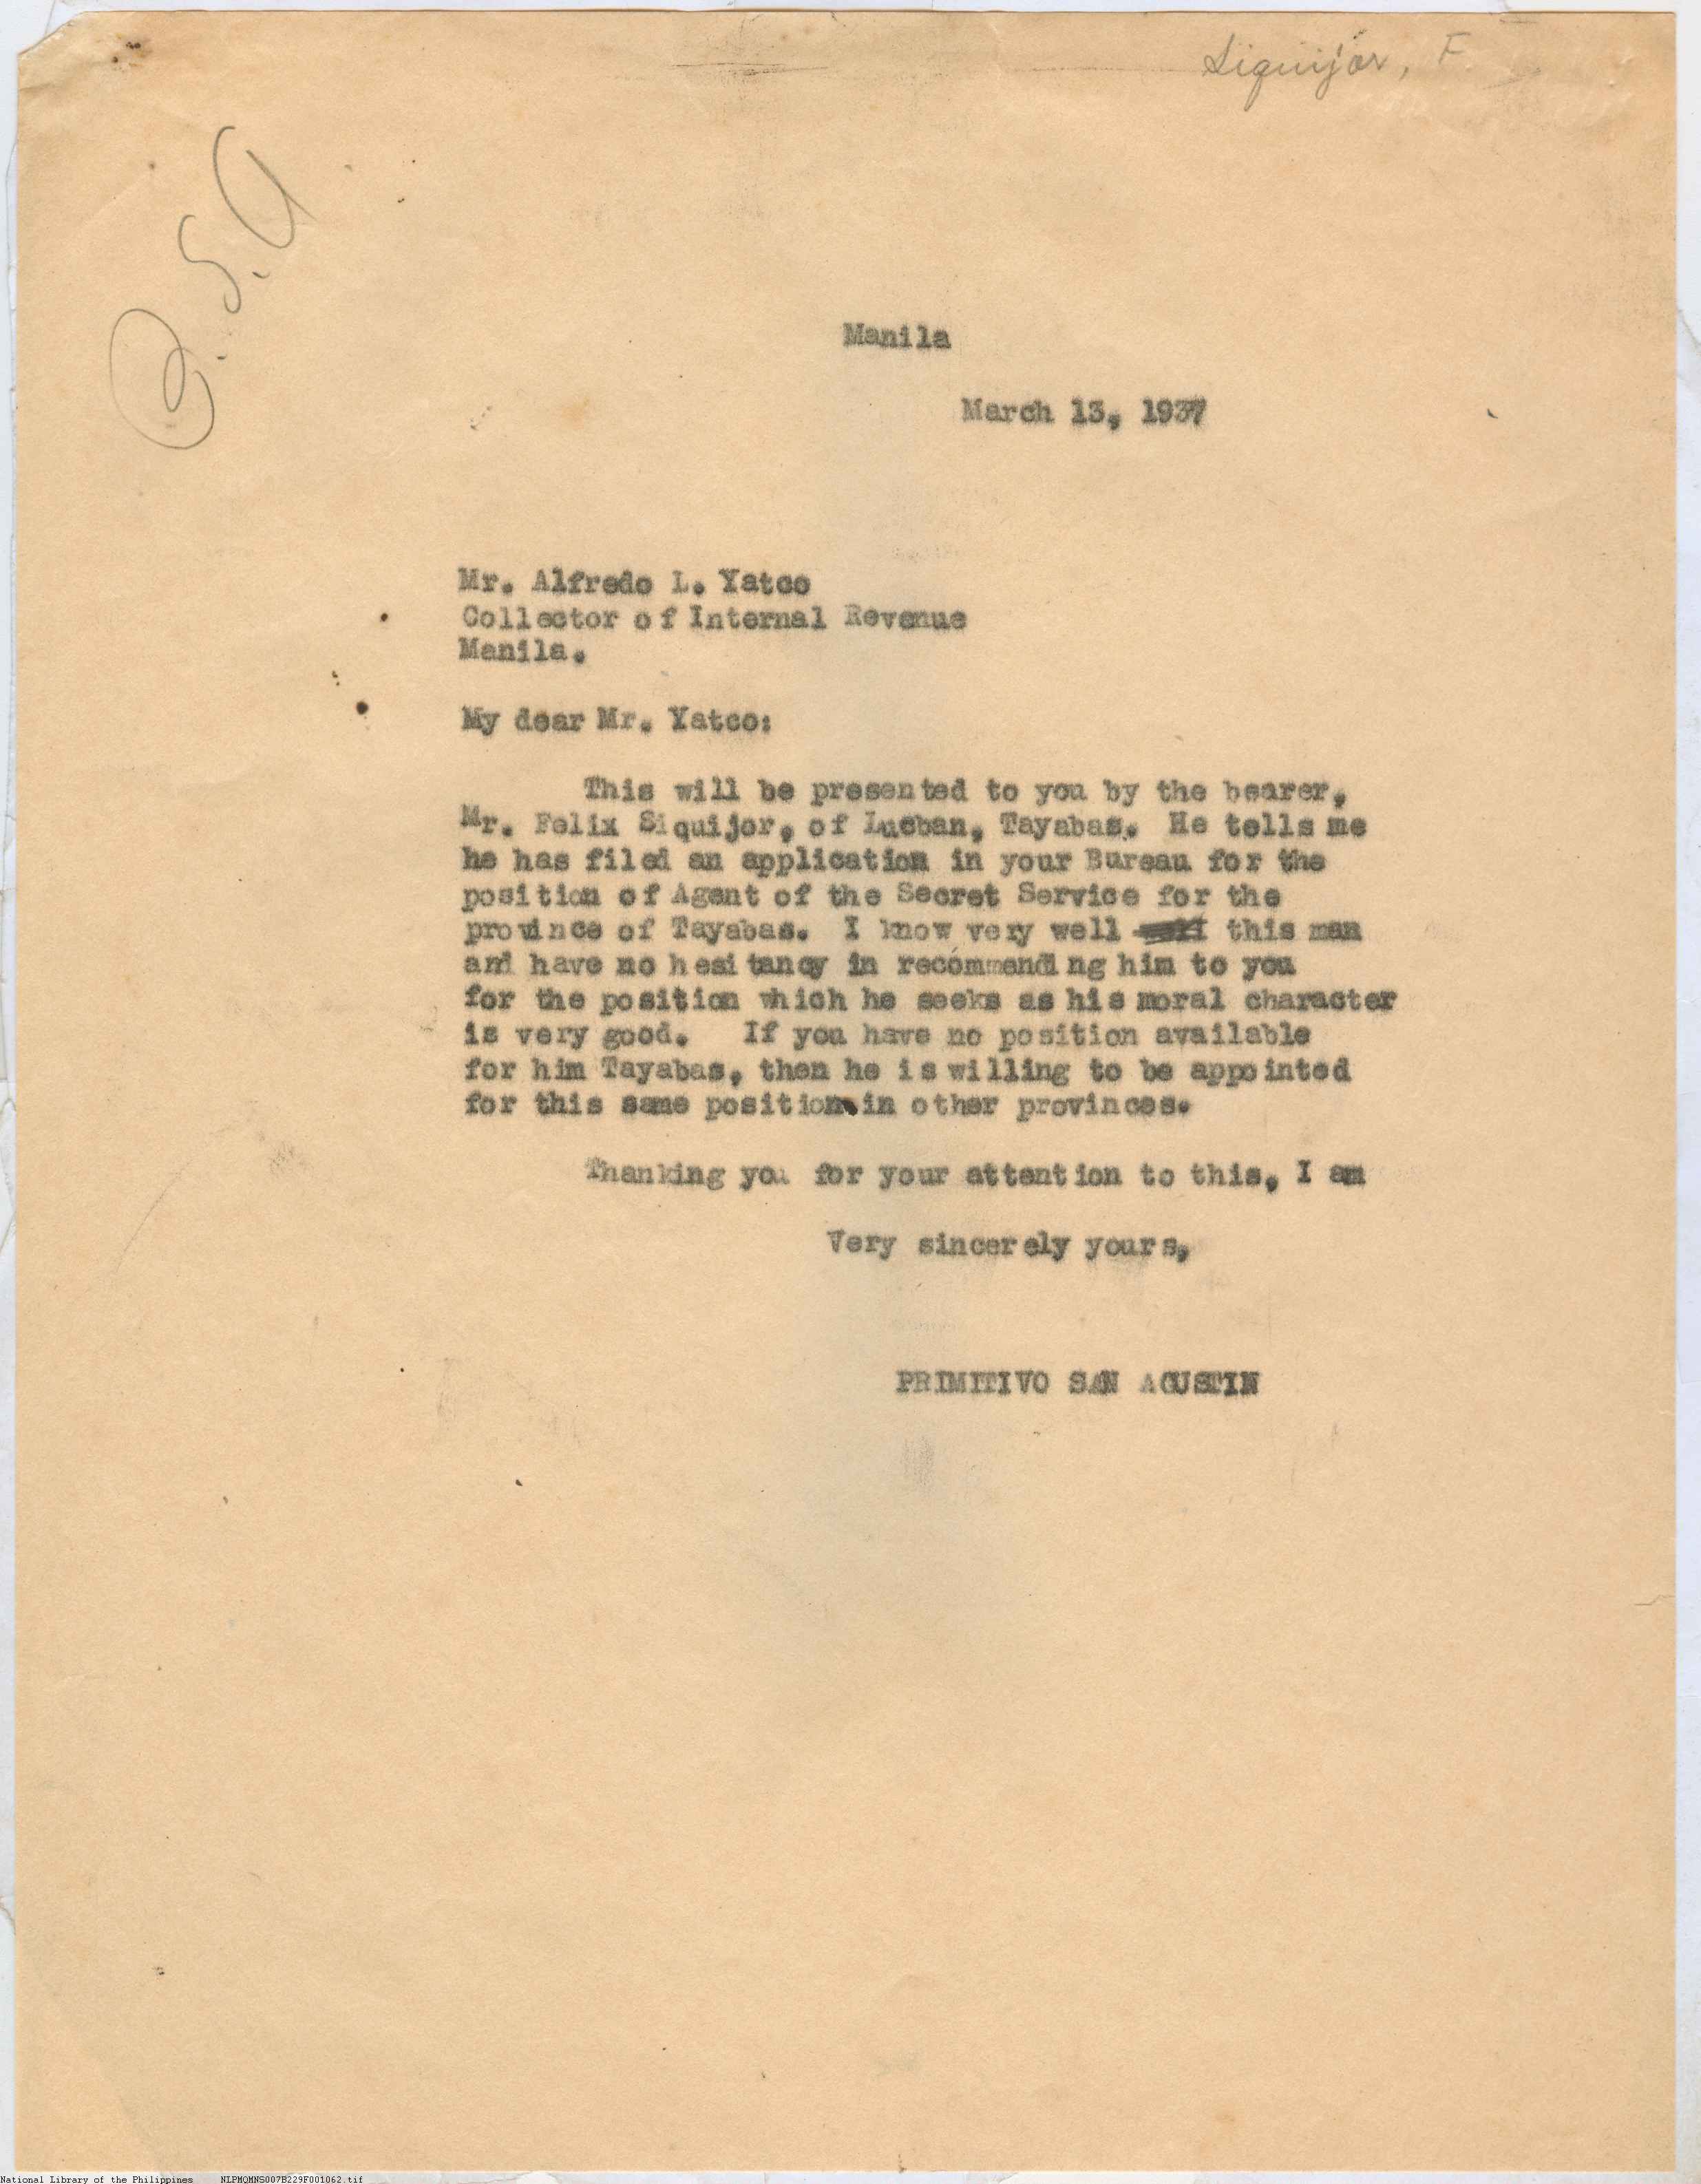 Siquijor, F.
P.S.A
Manila
March 13, 1937
Mr. Alfredo L. Yatco
Collector of Internal Revenue
Manila.
My dear Mr. Yatco:
This will be presented to you by the bearer,
Mr. Felix Siquijor, of Lucban, Tayabas. He tells me
he has filed an application in your Bureau for the
position of Agent of the Secret Service for the
province of Tayabas. I know very well this man
and have no hesitancy in recommending him to you
for the position which he seeks as his moral character
is very good. If you have no position available
for him Tayabas, then he is willing to be appointed
for this same position in other provinces.
Thanking you for your attention to this, I am
Very sincerely yours,
PRIMITIVO SAN AGUSTIN
National Library of the Philippines NLPMQMNS007B229F001062.tif